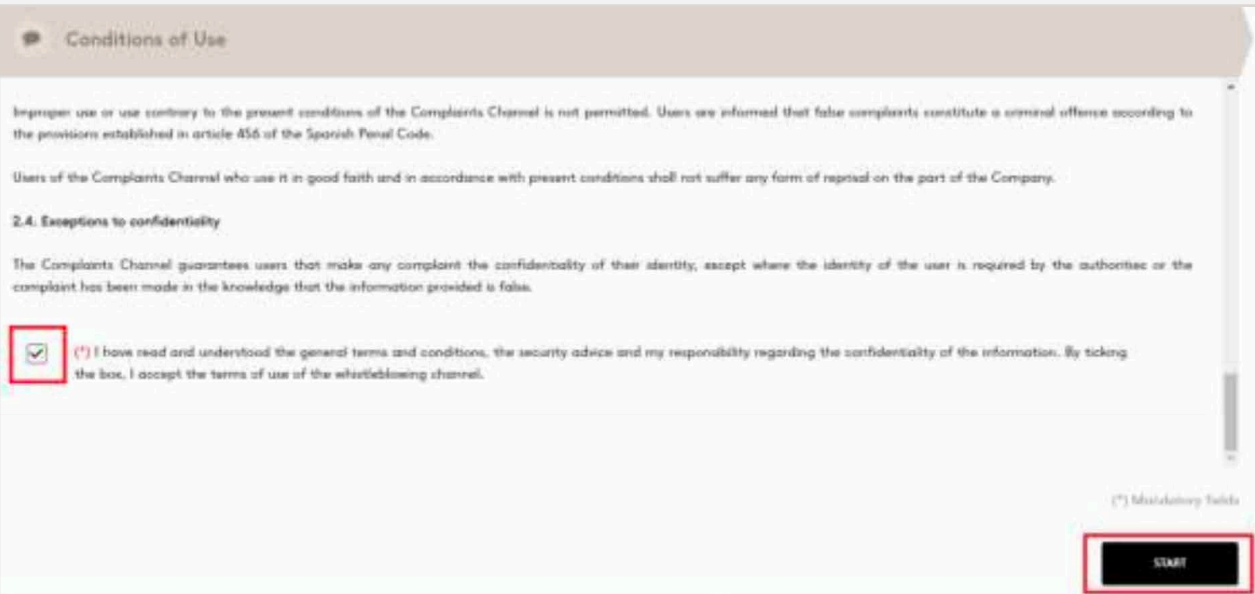 Conditions of Use
Improper use or use contrary to the present conditions of the Complaints Channel is not permitted. Users are informed that false complaints constitute a criminal offence according to
the provisions established in article 456 of the Spanish Penal Code.
Users of the Complaints Channel who use it in good faith and in accordance with present conditions shall not suffer any form of reprisal on the part of the Company.
2.4. Exceptions to confidentiality
The Complaints Channel guarantees users that make any complaint the confidentiality of their identity, except where the identity of the user is required by the authorities or the
complaint has been made in the knowledge that the information provided is false.
(*) I have read and understood the general terms and conditions, the security advice and my responsibility regarding the confidentiality of the information. By ticking
the box, I accept the terms of use of the whistleblowing channel.
(*) Mandatory fields
START